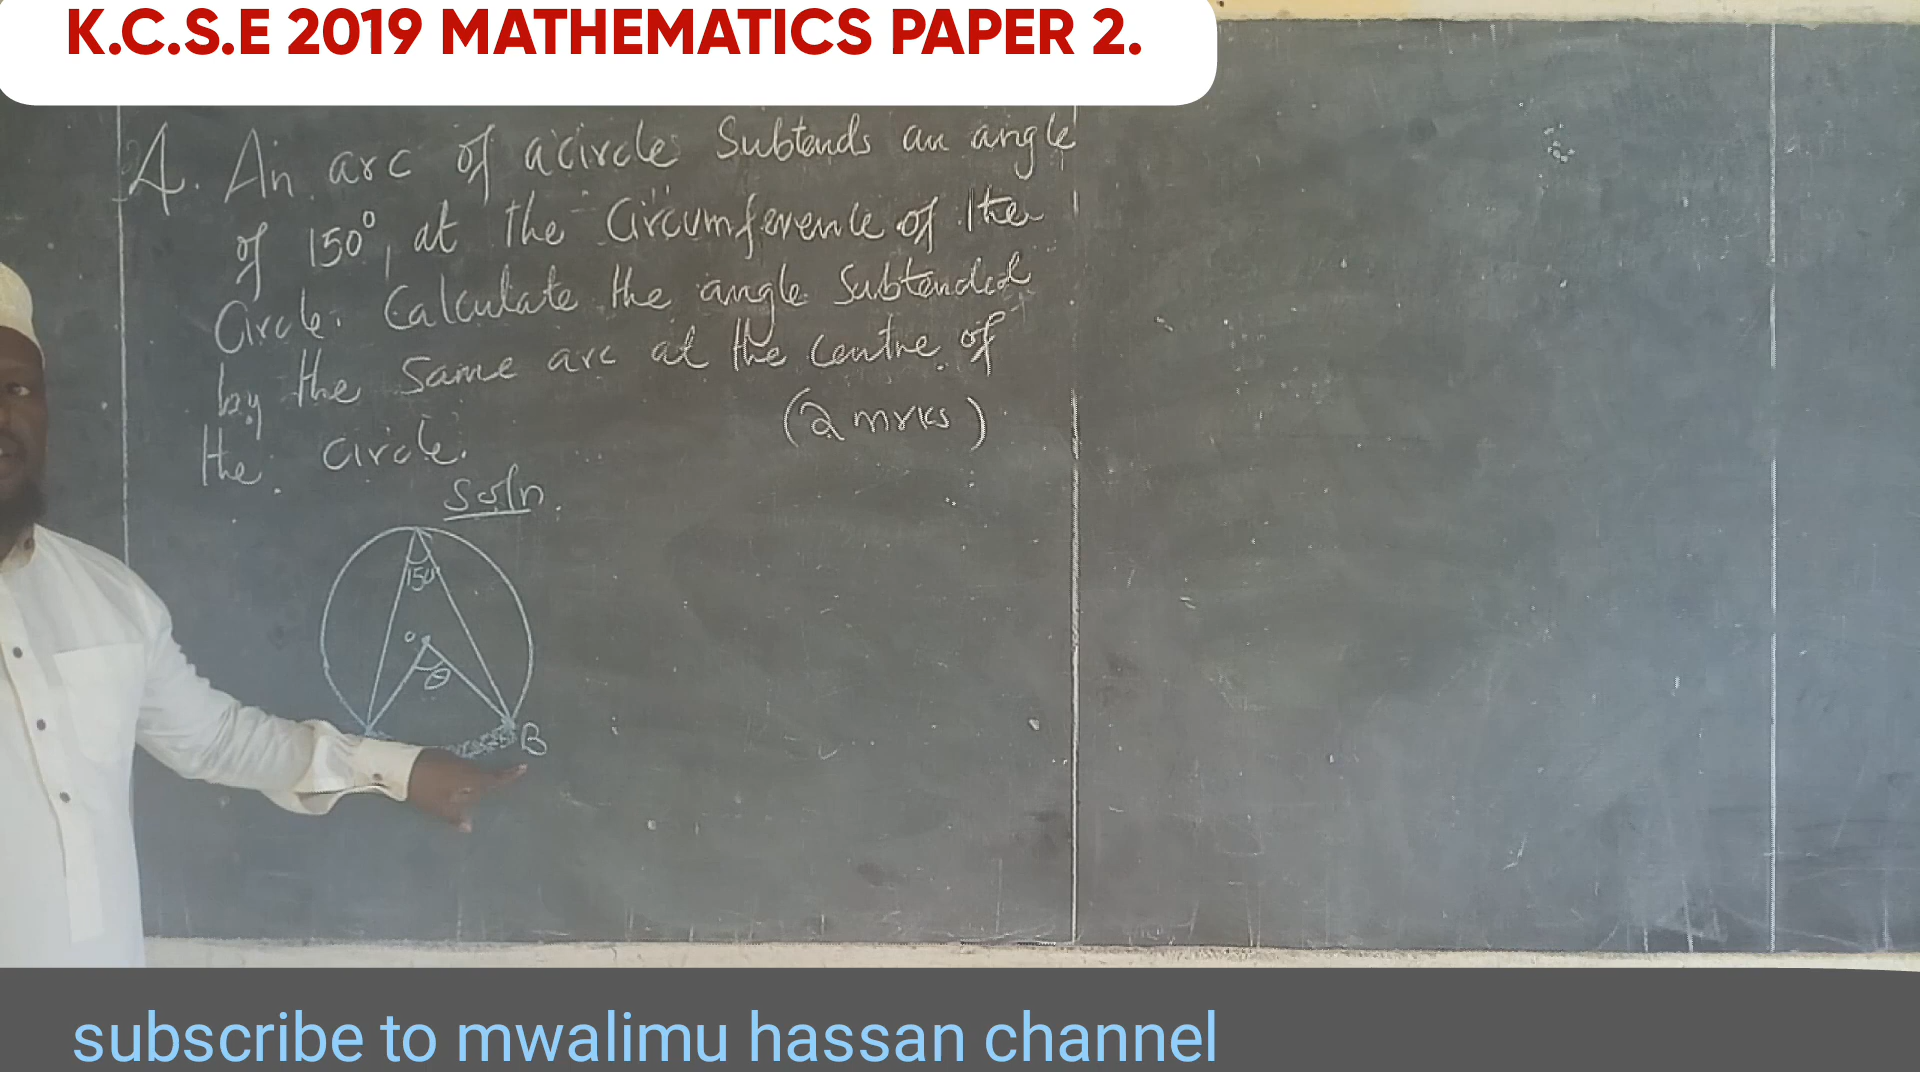 K.C.S.E 2019 MATHEMATICS PAPER 2.
4. An arc of a circle subtends an angle
of 150°, at the circumference of the
Circle. Calculate the angle subtended
by the same arc at the centre of
the circle. (2 mrks)
Soln.
150
O
θ
B
subscribe to mwalimu hassan channel